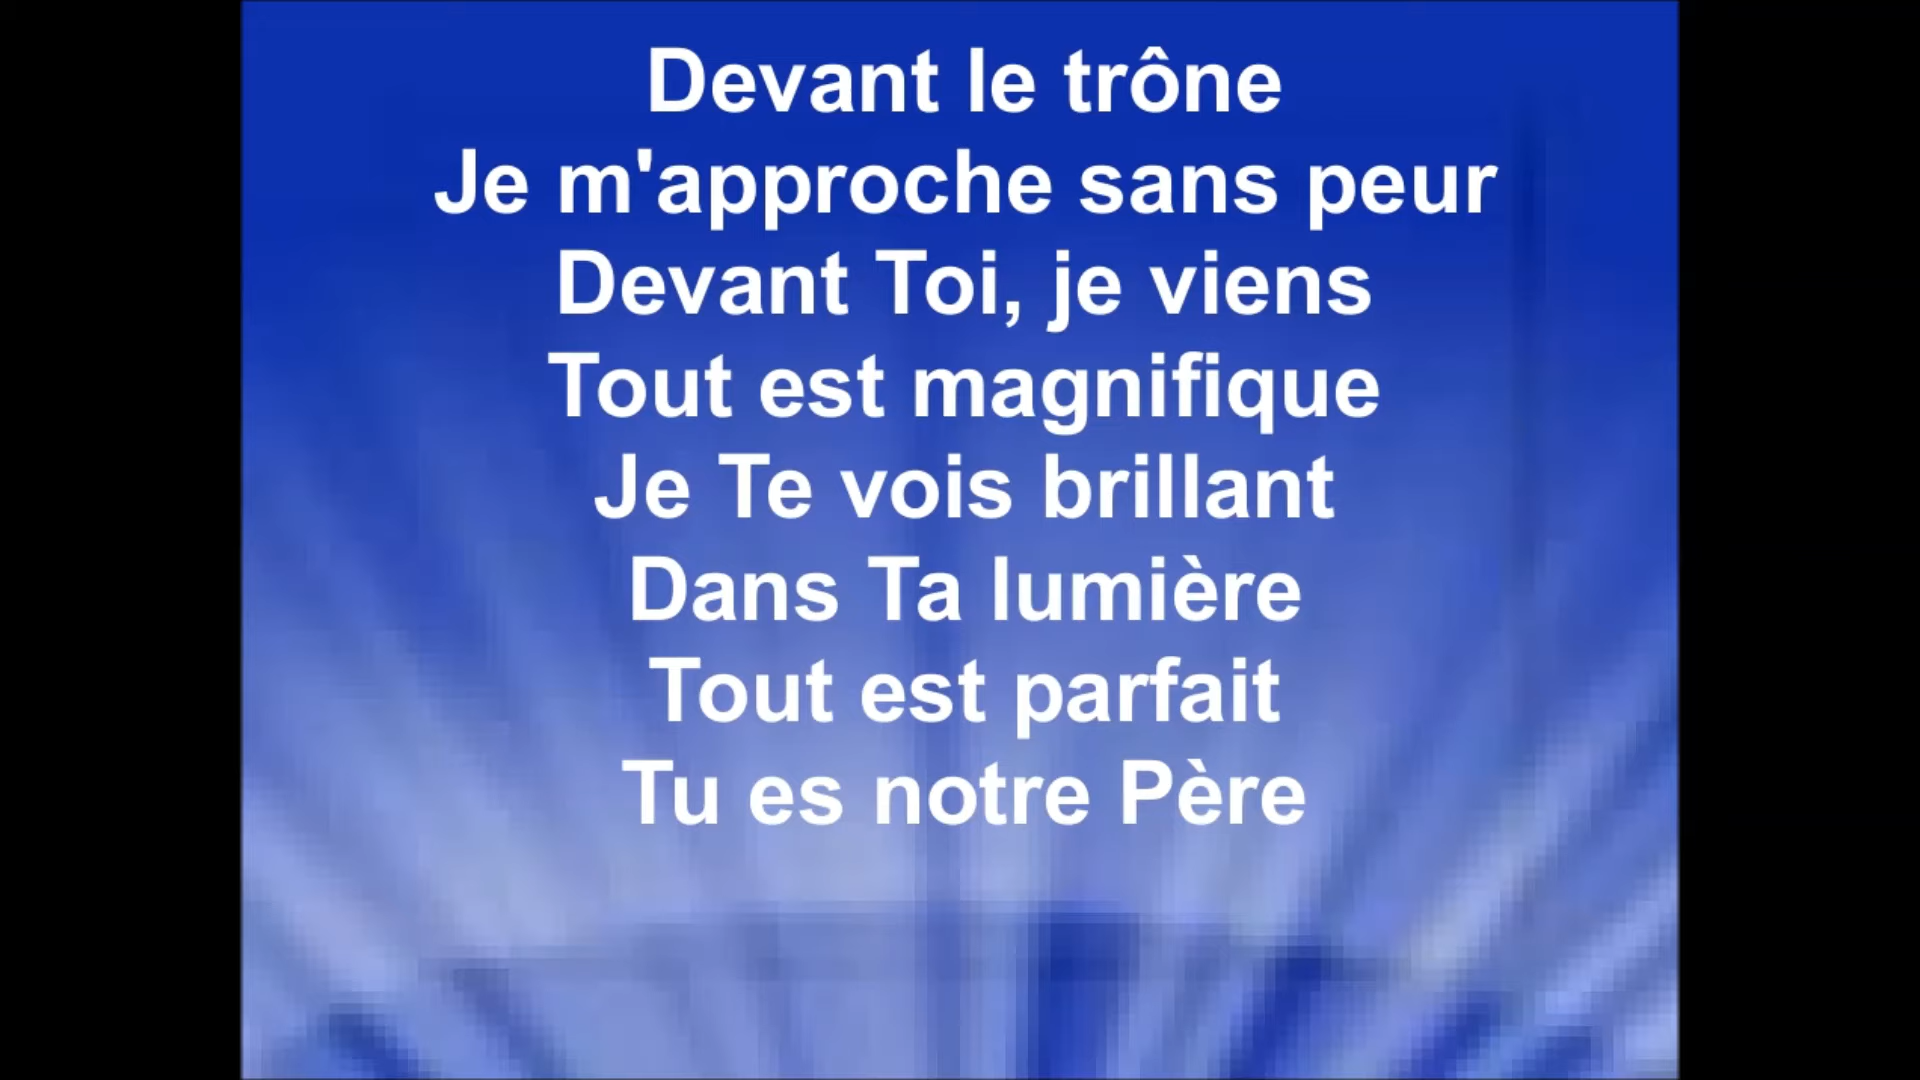 Devant le trône
Je m'approche sans peur
Devant Toi, je viens
Tout est magnifique
Je Te vois brillant
Dans Ta lumière
Tout est parfait
Tu es notre Père